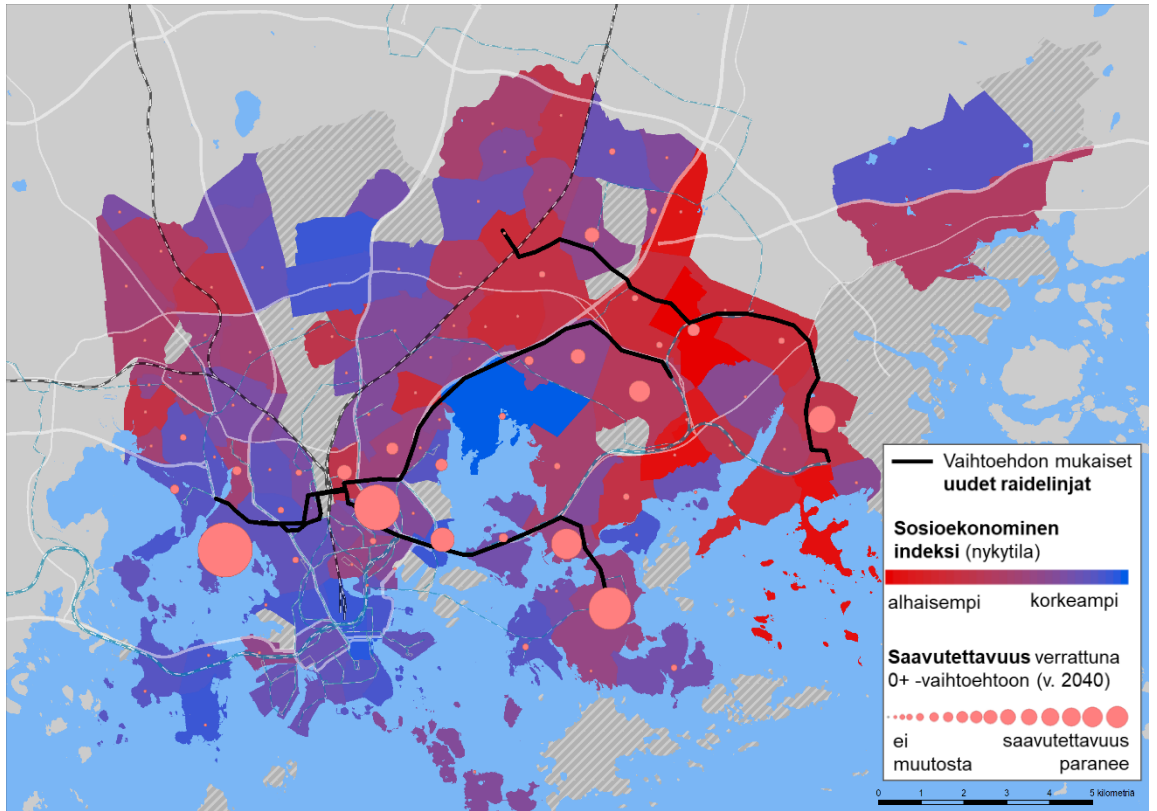 Vaihtoehdon mukaiset
uudet raidelinjat
Sosioekonominen
indeksi (nykytila)
alhaisempi korkeampi
Saavutettavuus verrattuna
0+ -vaihtoehtoon (v. 2040)
ei saavutettavuus
muutosta paranee
0 1 2 3 4 5 kilometriä